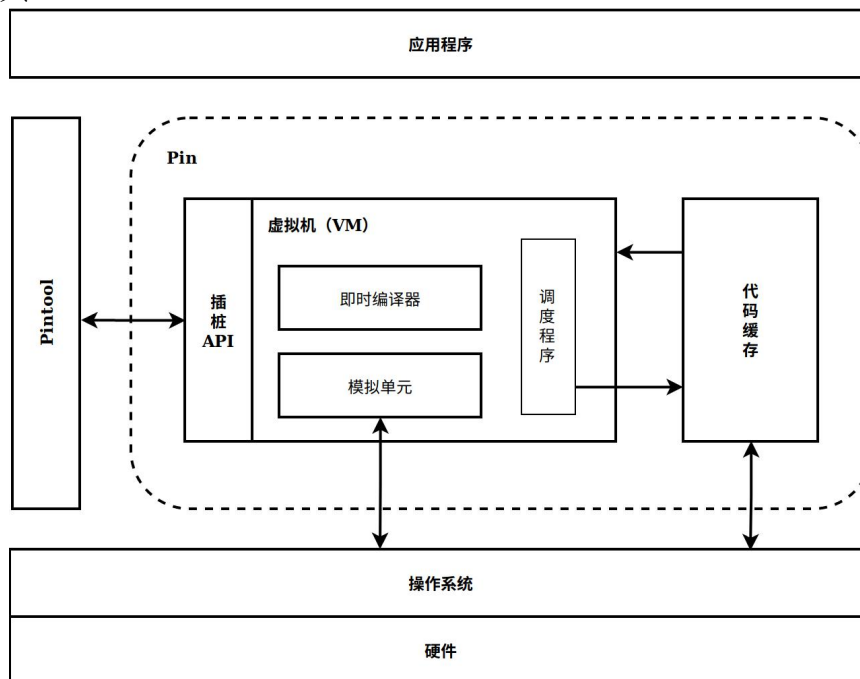 应用程序
Pin
Pintool
插
桩
API
虚拟机（VM）
即时编译器
模拟单元
调
度
程
序
代
码
缓
存
操作系统
硬件